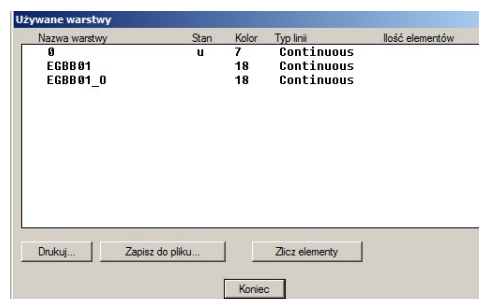 Używane warstwy
Nazwa warstwy Stan Kolor Typ linii Ilość elementów
0 u 7 Continuous
EGBB01 18 Continuous
EGBB01_O 18 Continuous
Drukuj... Zapisz do pliku... Zlicz elementy
Koniec